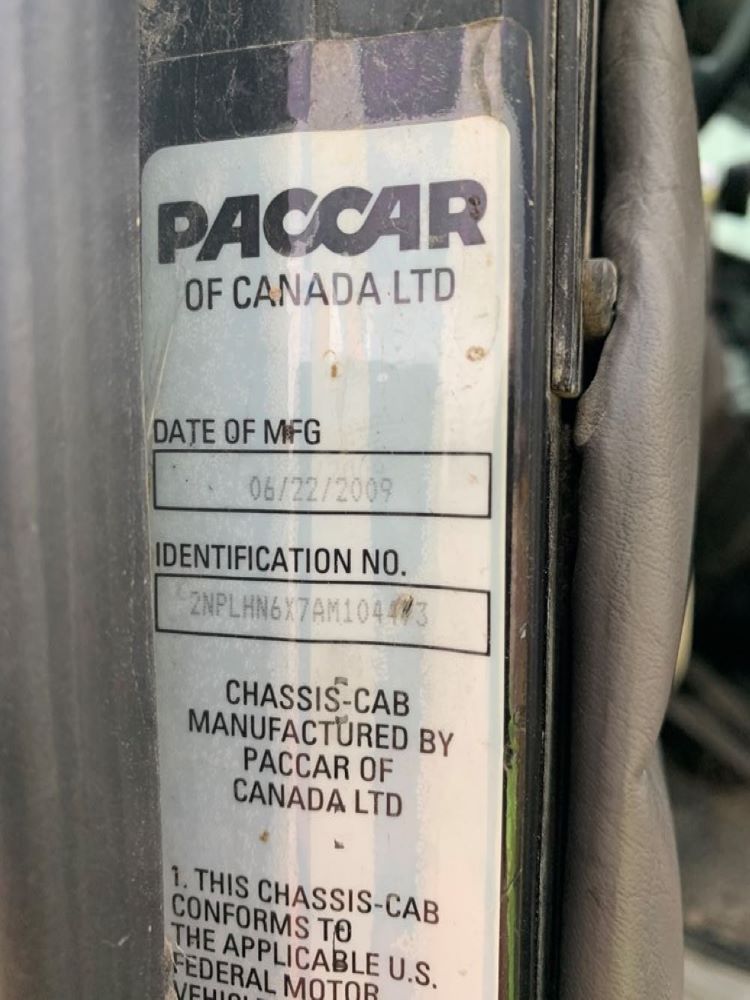 PACCAR
OF CANADA LTD
DATE OF MFG
06/22/2009
IDENTIFICATION NO.
2NPLHN6X7AM104473
CHASSIS-CAB
MANUFACTURED BY
PACCAR OF
CANADA LTD
1. THIS CHASSIS-CAB
CONFORMS TO
THE APPLICABLE U.S.
FEDERAL MOTOR